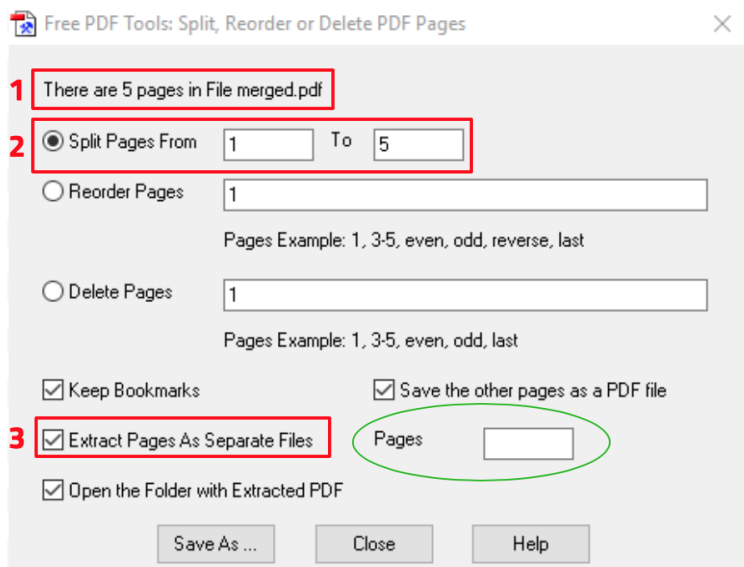 Free PDF Tools: Split, Reorder or Delete PDF Pages
1 There are 5 pages in File merged.pdf
2 Split Pages From 1 To 5
Reorder Pages 1
Pages Example: 1, 3-5, even, odd, reverse, last
Delete Pages 1
Pages Example: 1, 3-5, even, odd, last
Keep Bookmarks Save the other pages as a PDF file
3 Extract Pages As Separate Files Pages
Open the Folder with Extracted PDF
Save As ... Close Help